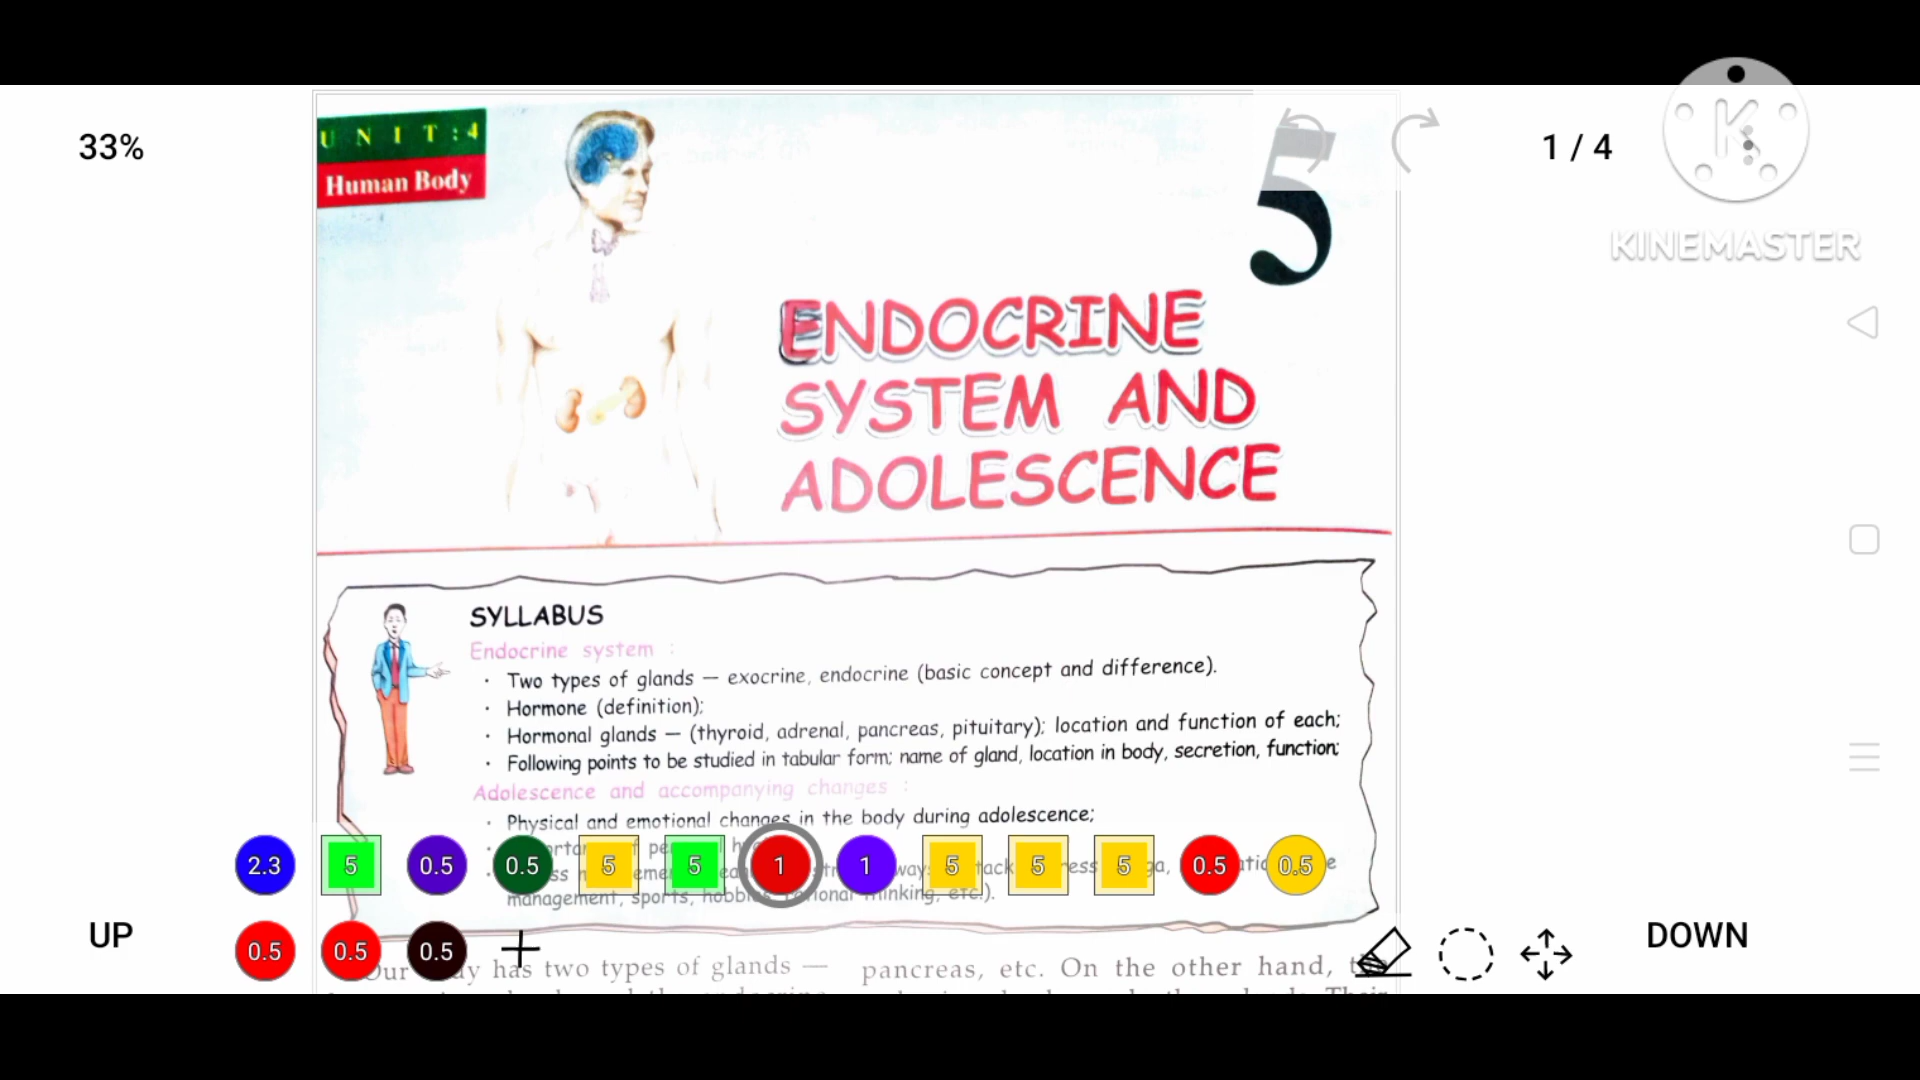 33%
1 / 4
KINEMASTER
UNIT:4
Human Body
5
ENDOCRINE
SYSTEM AND
ADOLESCENCE
SYLLABUS
Endocrine system :
· Two types of glands — exocrine, endocrine (basic concept and difference).
· Hormone (definition);
· Hormonal glands — (thyroid, adrenal, pancreas, pituitary); location and function of each;
· Following points to be studied in tabular form; name of gland, location in body, secretion, function;
Adolescence and accompanying changes :
· Physical and emotional changes in the body during adolescence;
management, sports, thinking, etc.).
2.3 5 0.5 0.5 5 5 1 1 5 5 5 0.5 0.5
UP
0.5 0.5 0.5
DOWN
Our has two types of glands —
pancreas, etc. On the other hand,